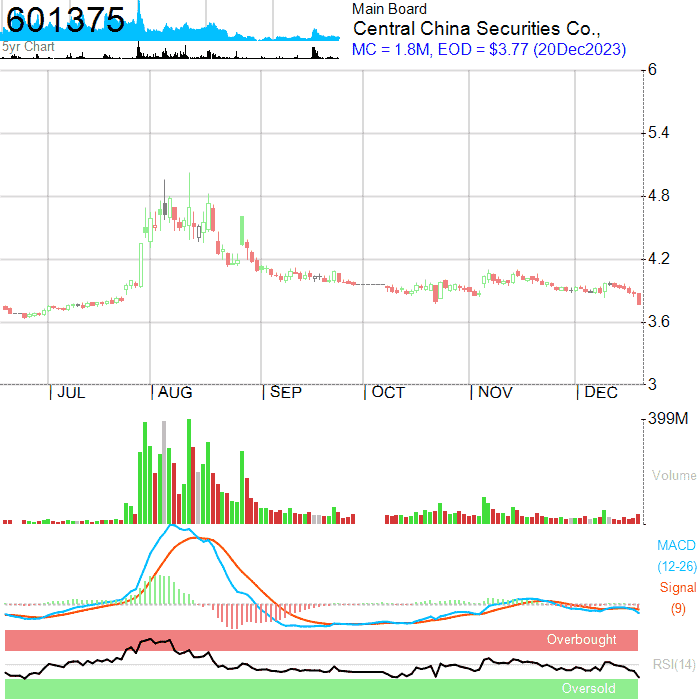 601375
5yr Chart
Main Board
Central China Securities Co.,
MC = 1.8M, EOD = $3.77 (20Dec2023)
6
5.4
4.8
4.2
3.6
3
JUL
AUG
SEP
OCT
NOV
DEC
399M
Volume
MACD
(12-26)
Signal
(9)
Overbought
RSI(14)
Oversold